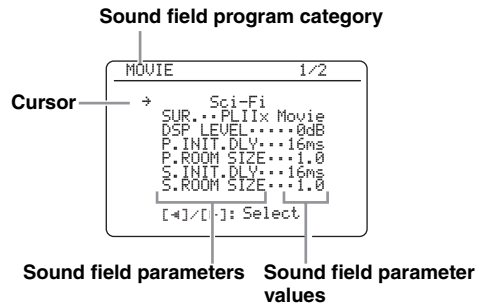 Sound field program category
MOVIE 1/2
Cursor
→ Sci-Fi
SUR.··PLIIx Movie
DSP LEVEL·····0dB
P.INIT.DLY···16ms
P.ROOM SIZE···1.0
S.INIT.DLY···16ms
S.ROOM SIZE···1.0
[◄]/[►]: Select
Sound field parameters
Sound field parameter
values